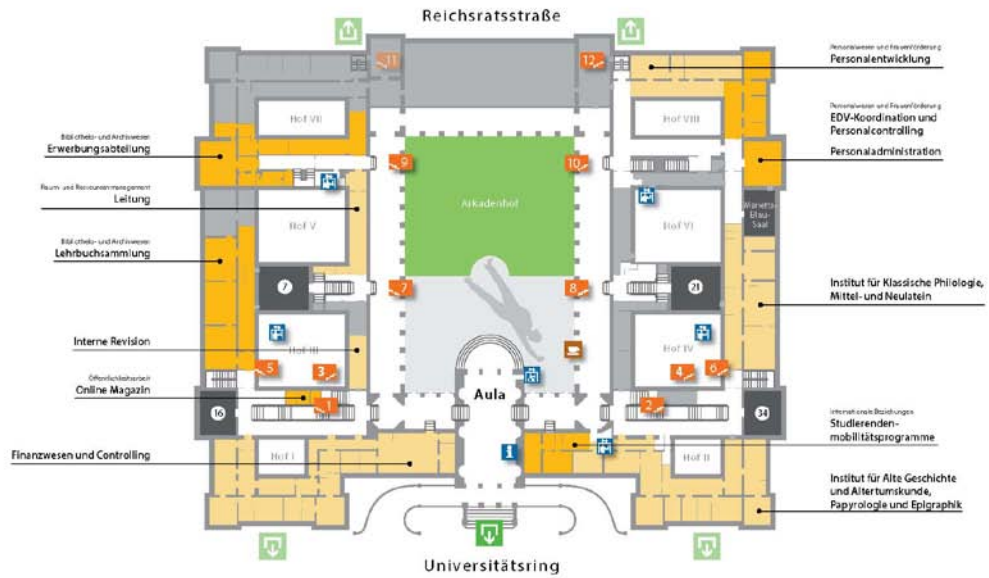 Reichsratsstraße
11
12
Personalwesen und Frauenförderung
Personalentwicklung
Hof VII
Hof VIII
Personalwesen und Frauenförderung
EDV-Koordination und
Personalcontrolling
Bibliotheks- und Archivwesen
Erwerbungsabteilung
9
10
Personaladministration
Raum- und Ressourcenmanagement
Leitung
Arkadenhof
Marietta-
Blau-
Saal
Hof V
Hof VI
Bibliotheks- und Archivwesen
Lehrbuchsammlung
7
7
8
21
Institut für Klassische Philologie,
Mittel- und Neulatein
Interne Revision
Hof III
Hof IV
5
3
4
6
Öffentlichkeitsarbeit
Online Magazin
Aula
1
2
16
34
Internationale Beziehungen
Studierenden-
mobilitätsprogramme
Finanzwesen und Controlling
Hof I
i
Hof II
Institut für Alte Geschichte
und Altertumskunde,
Papyrologie und Epigraphik
Universitätsring